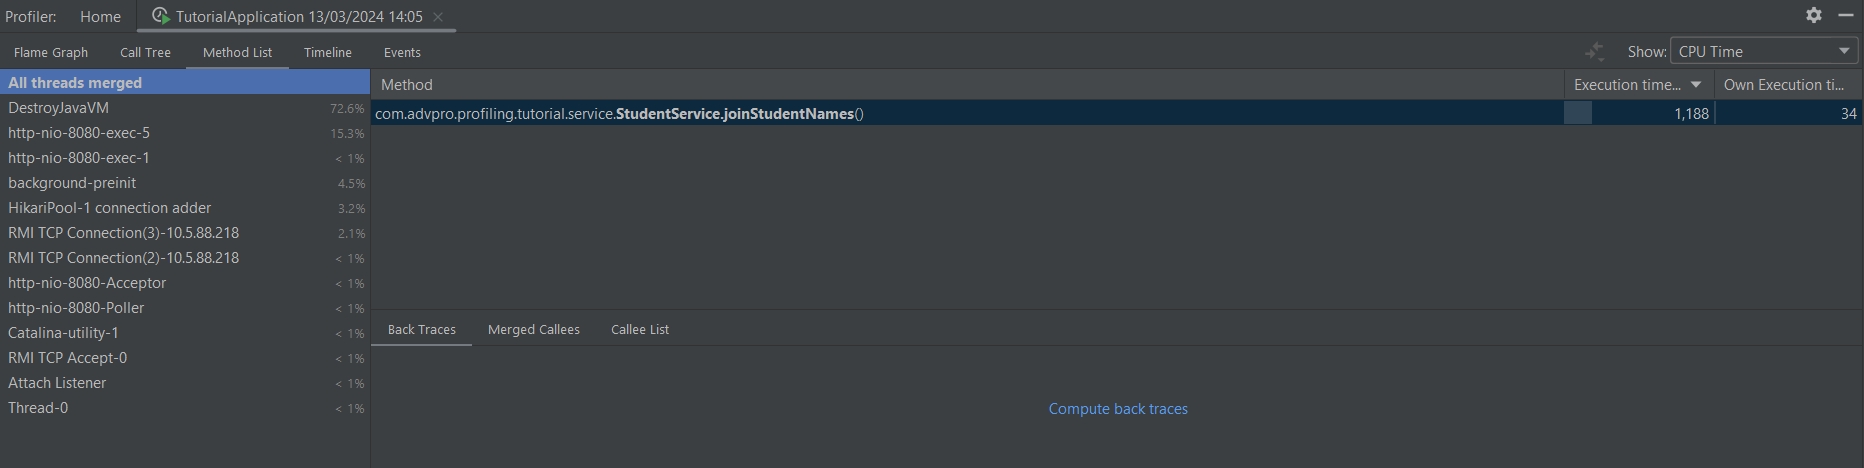 Profiler: Home TutorialApplication 13/03/2024 14:05
Flame Graph Call Tree Method List Timeline Events Show: CPU Time
All threads merged
DestroyJavaVM 72.6%
http-nio-8080-exec-5 15.3%
http-nio-8080-exec-1 < 1%
background-preinit 4.5%
HikariPool-1 connection adder 3.2%
RMI TCP Connection(3)-10.5.88.218 2.1%
RMI TCP Connection(2)-10.5.88.218 < 1%
http-nio-8080-Acceptor < 1%
http-nio-8080-Poller < 1%
Catalina-utility-1 < 1%
RMI TCP Accept-0 < 1%
Attach Listener < 1%
Thread-0 < 1%
Method Execution time... Own Execution ti...
com.advpro.profiling.tutorial.service.StudentService.joinStudentNames() 1,188 34
Back Traces Merged Callees Callee List
Compute back traces